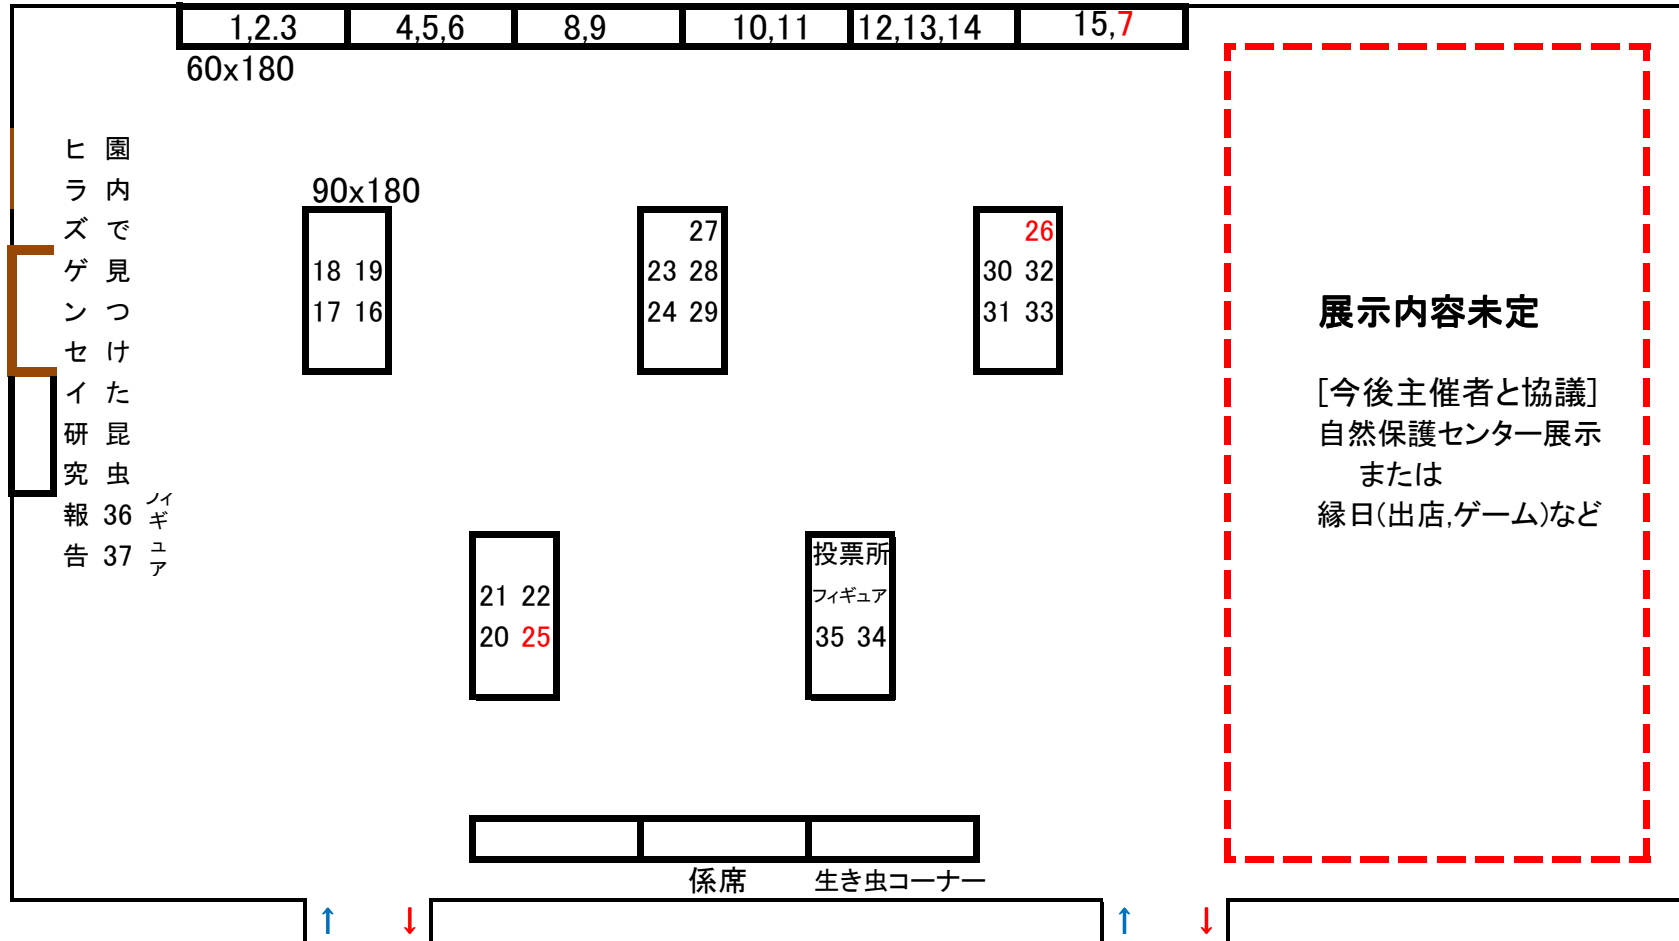 1,2.3
4,5,6
8,9
10,11
12,13,14
15,7
60x180
園内で見つけた昆虫
36
37
フィギュア
ヒラズゲンセイ研究報告
90x180
18 19
17 16
27
23 28
24 29
26
30 32
31 33
展示内容未定
[今後主催者と協議]
自然保護センター展示
または
縁日(出店,ゲーム)など
21 22
20 25
投票所
フィギュア
35 34
係席
生き虫コーナー
↑
↓
↑
↓